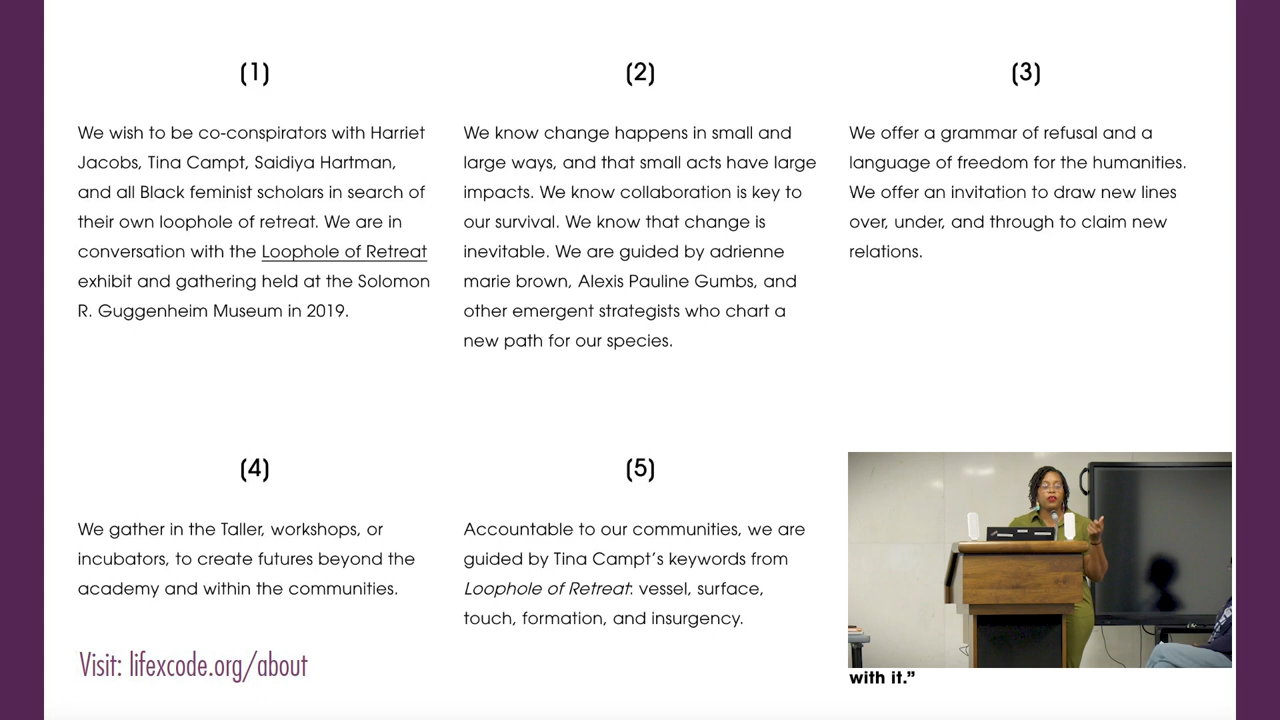 (1)
We wish to be co-conspirators with Harriet
Jacobs, Tina Campt, Saidiya Hartman,
and all Black feminist scholars in search of
their own loophole of retreat. We are in
conversation with the Loophole of Retreat
exhibit and gathering held at the Solomon
R. Guggenheim Museum in 2019.
(2)
We know change happens in small and
large ways, and that small acts have large
impacts. We know collaboration is key to
our survival. We know that change is
inevitable. We are guided by adrienne
marie brown, Alexis Pauline Gumbs, and
other emergent strategists who chart a
new path for our species.
(3)
We offer a grammar of refusal and a
language of freedom for the humanities.
We offer an invitation to draw new lines
over, under, and through to claim new
relations.
(4)
We gather in the Taller, workshops, or
incubators, to create futures beyond the
academy and within the communities.
(5)
Accountable to our communities, we are
guided by Tina Campt’s keywords from
Loophole of Retreat: vessel, surface,
touch, formation, and insurgency.
with it.”
Visit: lifexcode.org/about